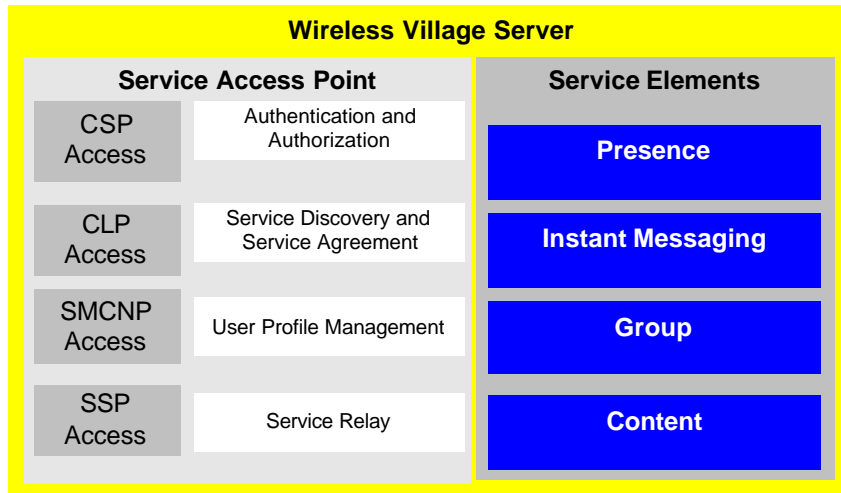 Wireless Village Server
Service Access Point
CSP
Access
Authentication and
Authorization
CLP
Access
Service Discovery and
Service Agreement
SMCNP
Access
User Profile Management
SSP
Access
Service Relay
Service Elements
Presence
Instant Messaging
Group
Content